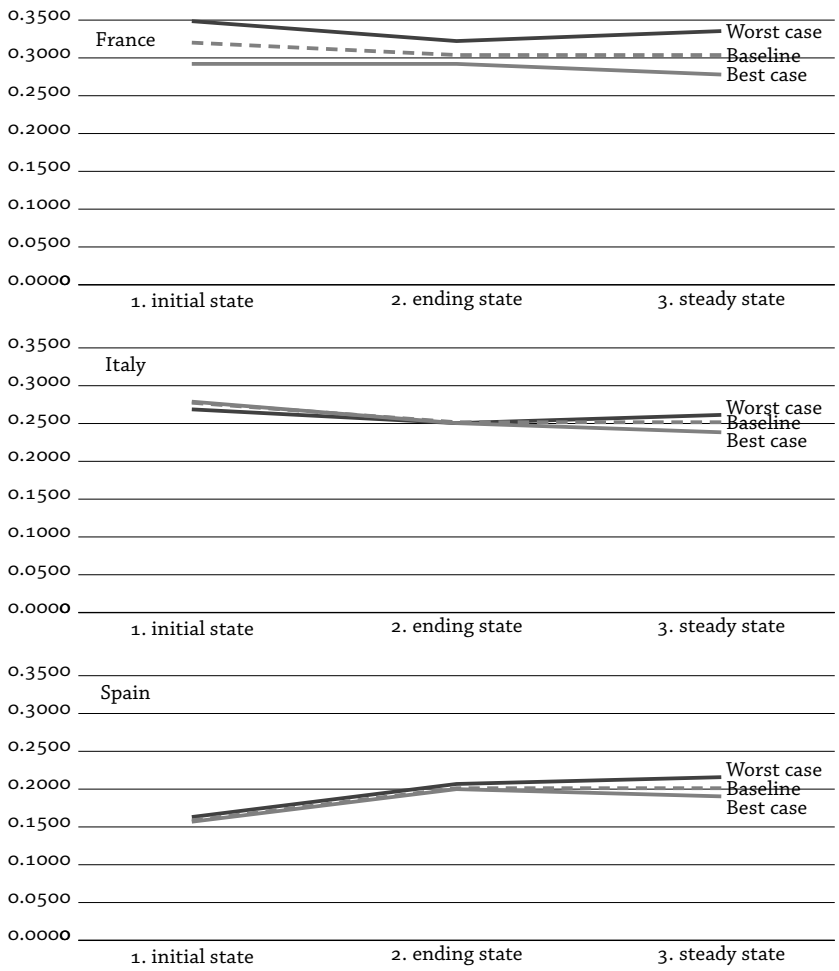 0.3500
France
Worst case
0.3000
Baseline
Best case
0.2500
0.2000
0.1500
0.1000
0.0500
0.0000
1. initial state 2. ending state 3. steady state
0.3500
Italy
0.3000
Worst case
0.2500
Baseline
Best case
0.2000
0.1500
0.1000
0.0500
0.0000
1. initial state 2. ending state 3. steady state
0.3500
Spain
0.3000
0.2500
Worst case
0.2000
Baseline
Best case
0.1500
0.1000
0.0500
0.0000
1. initial state 2. ending state 3. steady state